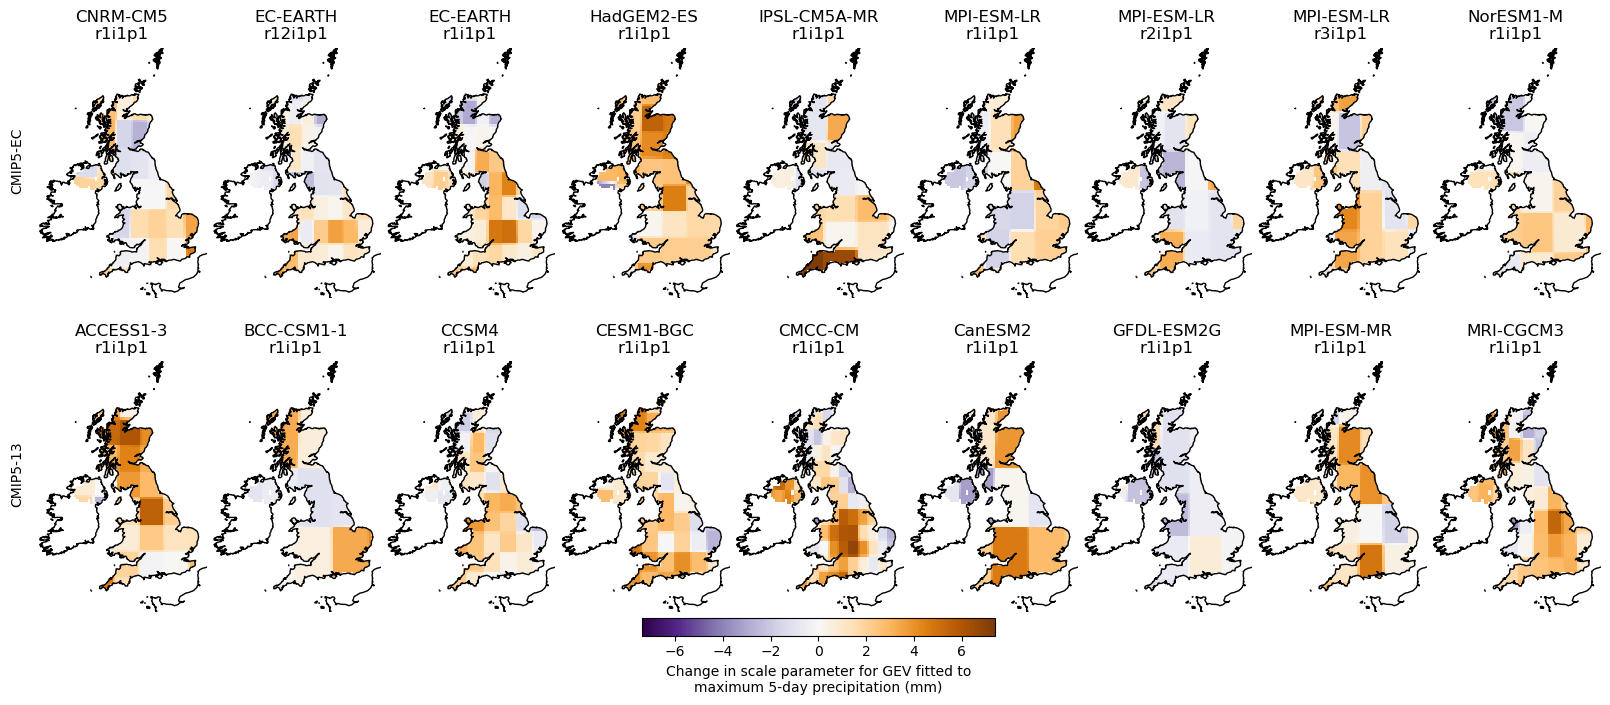 CNRM-CM5
r1i1p1
EC-EARTH
r12i1p1
EC-EARTH
r1i1p1
HadGEM2-ES
r1i1p1
IPSL-CM5A-MR
r1i1p1
MPI-ESM-LR
r1i1p1
MPI-ESM-LR
r2i1p1
MPI-ESM-LR
r3i1p1
NorESM1-M
r1i1p1
CMIP5-EC
ACCESS1-3
r1i1p1
BCC-CSM1-1
r1i1p1
CCSM4
r1i1p1
CESM1-BGC
r1i1p1
CMCC-CM
r1i1p1
CanESM2
r1i1p1
GFDL-ESM2G
r1i1p1
MPI-ESM-MR
r1i1p1
MRI-CGCM3
r1i1p1
CMIP5-13
−6 −4 −2 0 2 4 6
Change in scale parameter for GEV fitted to
maximum 5-day precipitation (mm)